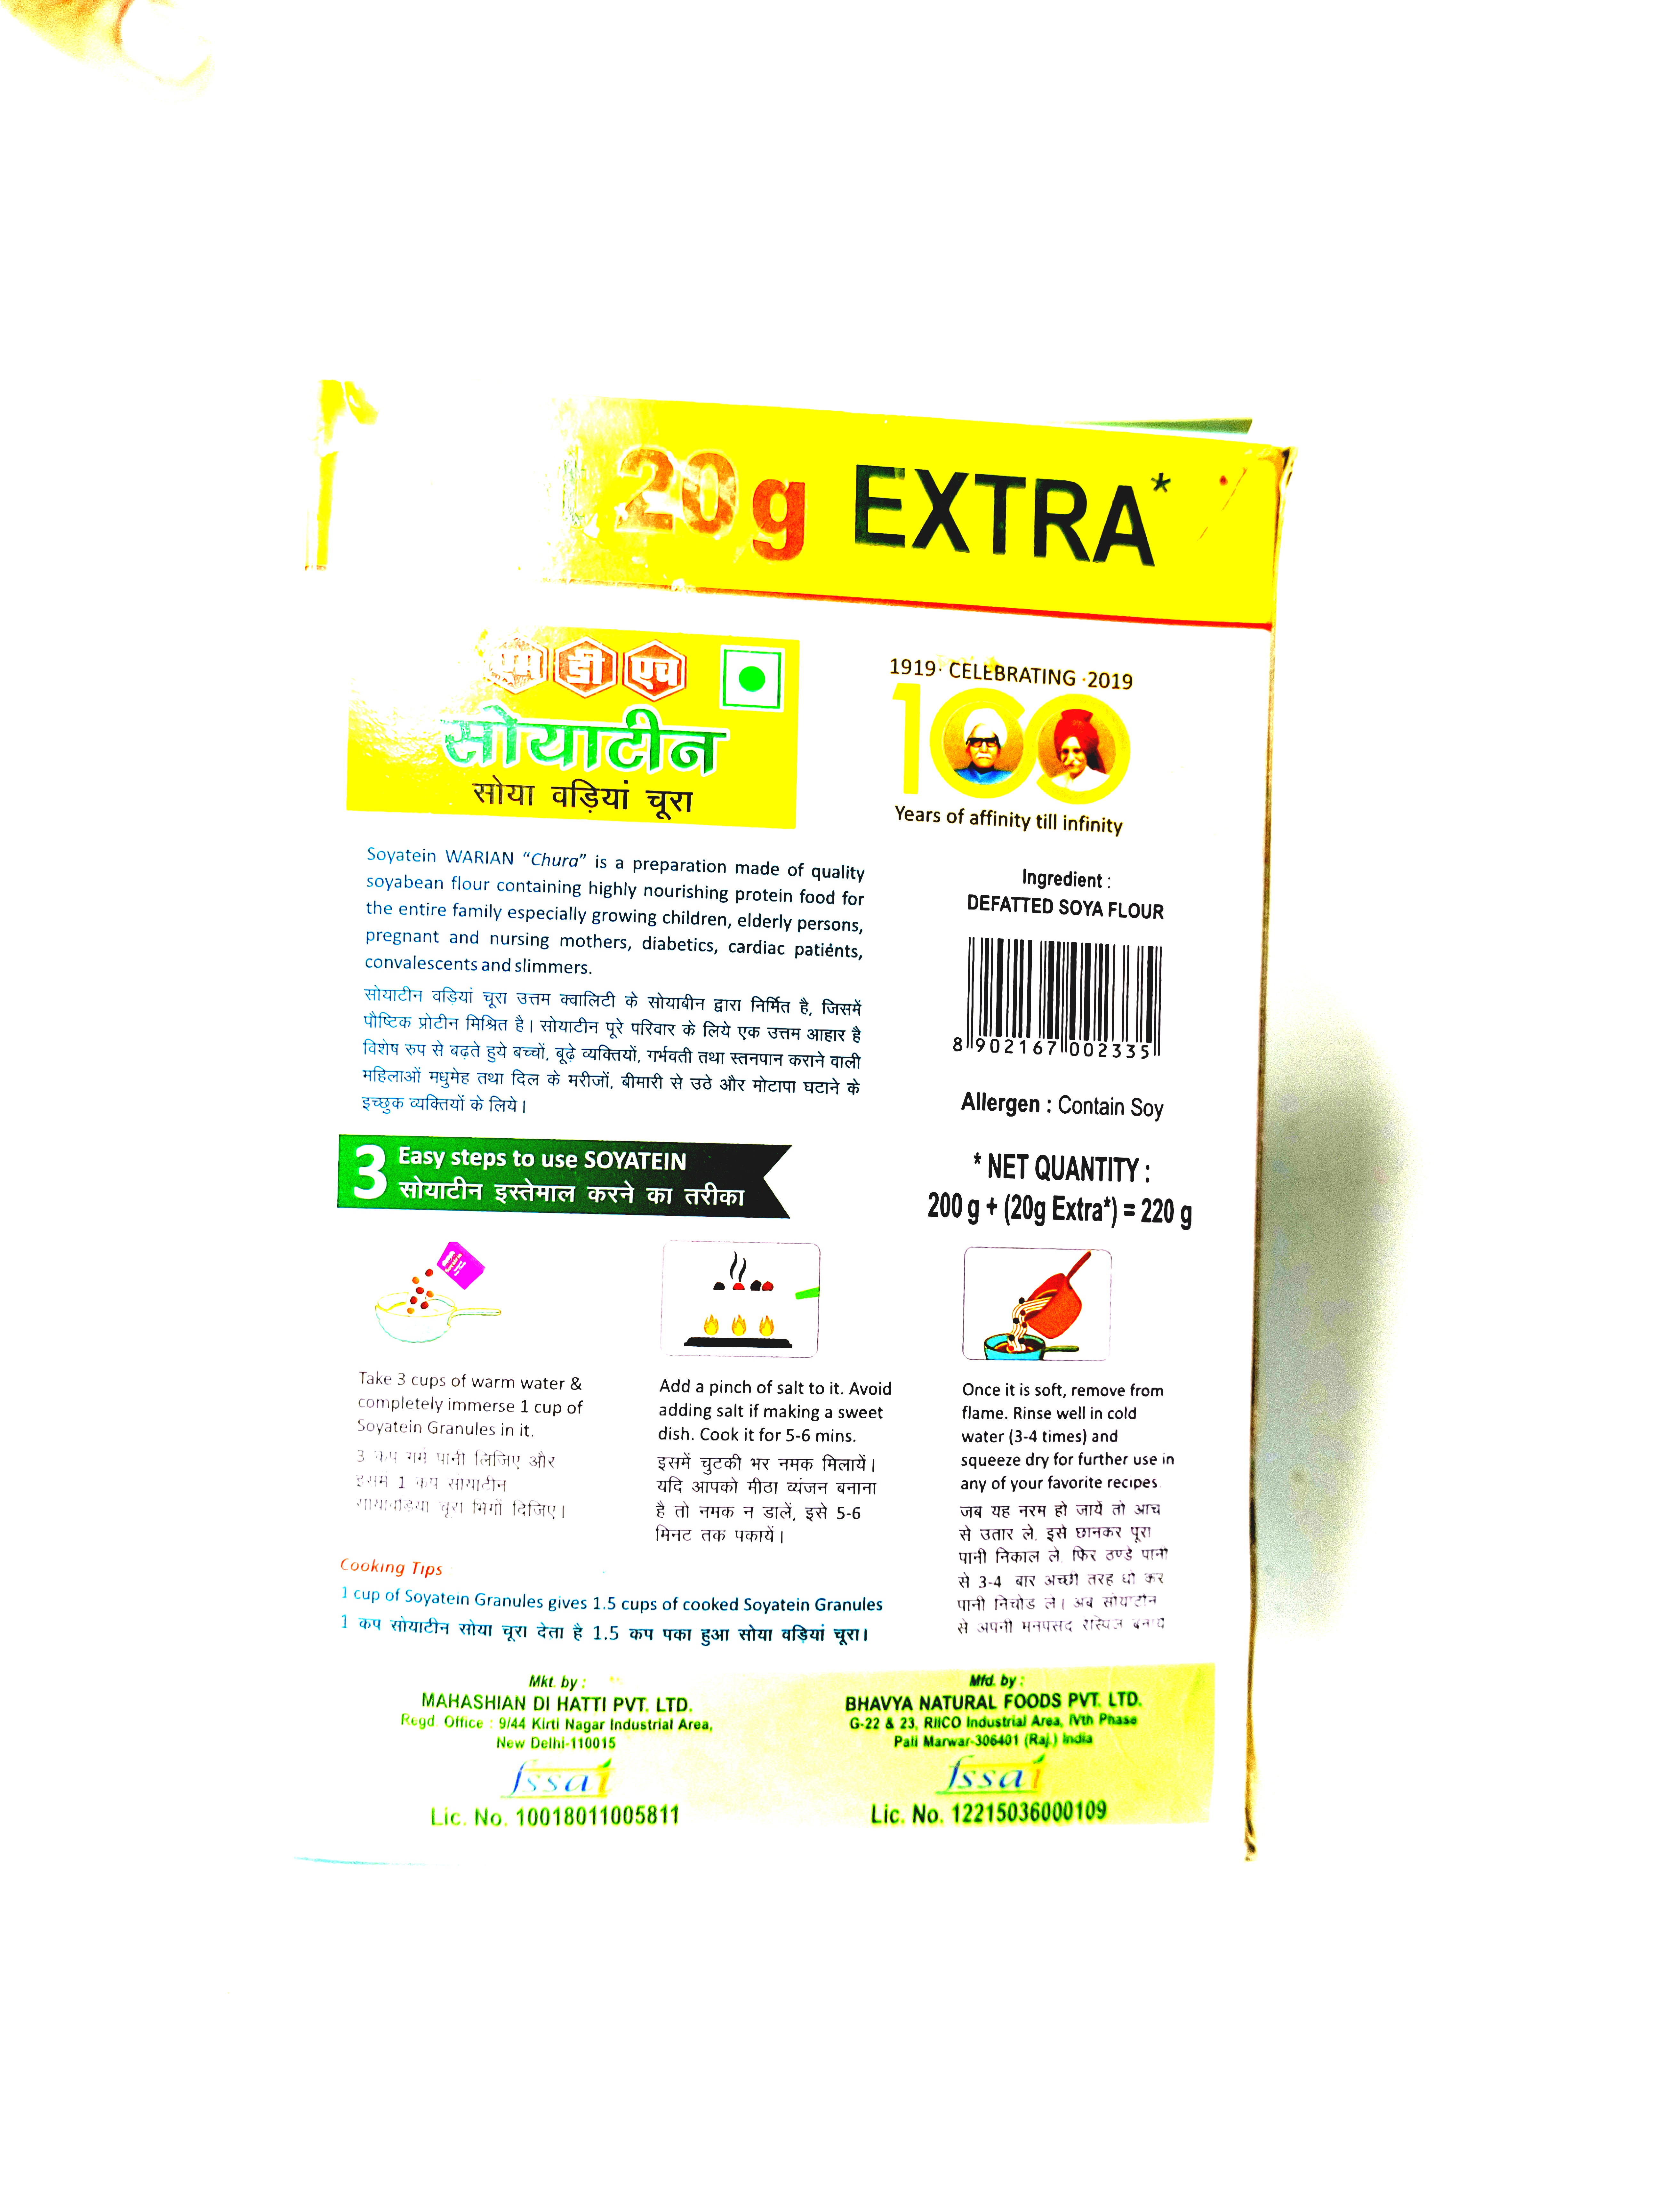 20g EXTRA*
एम डी एच
सोयाटीन
सोया वड़ियां चूरा
1919· CELEBRATING ·2019
100
Years of affinity till infinity
Soyatein WARIAN “Chura” is a preparation made of quality
soyabean flour containing highly nourishing protein food for
the entire family especially growing children, elderly persons,
pregnant and nursing mothers, diabetics, cardiac patients,
convalescents and slimmers.
सोयाटीन वड़ियां चूरा उत्तम क्वालिटी के सोयाबीन द्वारा निर्मित है, जिसमें
पौष्टिक प्रोटीन मिश्रित है। सोयाटीन पूरे परिवार के लिये एक उत्तम आहार है
विशेष रुप से बढ़ते हुये बच्चों, बूढ़े व्यक्तियों, गर्भवती तथा स्तनपान कराने वाली
महिलाओं मधुमेह तथा दिल के मरीजों, बीमारी से उठे और मोटापा घटाने के
इच्छुक व्यक्तियों के लिये।
Ingredient :
DEFATTED SOYA FLOUR
8 902167 002335
Allergen : Contain Soy
* NET QUANTITY :
200 g + (20g Extra*) = 220 g
3 Easy steps to use SOYATEIN
सोयाटीन इस्तेमाल करने का तरीका
Take 3 cups of warm water &
completely immerse 1 cup of
Soyatein Granules in it.
3 कप गर्म पानी लिजिए और
इसमें 1 कप सोयाटीन
सोयावड़िया चूरा भिगों दिजिए।
Add a pinch of salt to it. Avoid
adding salt if making a sweet
dish. Cook it for 5-6 mins.
इसमें चुटकी भर नमक मिलायें।
यदि आपको मीठा व्यंजन बनाना
है तो नमक न डालें, इसे 5-6
मिनट तक पकायें।
Once it is soft, remove from
flame. Rinse well in cold
water (3-4 times) and
squeeze dry for further use in
any of your favorite recipes
जब यह नरम हो जायें तो आच
से उतार ले, इसे छानकर पूरा
पानी निकाल ले, फिर ठण्डे पानी
से 3-4 बार अच्छी तरह धो कर
पानी निचोड ले। अब सोयाटीन
से अपनी मनपसंद
Cooking Tips
1 cup of Soyatein Granules gives 1.5 cups of cooked Soyatein Granules
1 कप सोयाटीन सोया चूरा देता है 1.5 कप पका हुआ सोया वड़ियां चूरा।
Mkt. by :
MAHASHIAN DI HATTI PVT. LTD.
Regd. Office : 9/44 Kirti Nagar Industrial Area,
New Delhi-110015
fssai
Lic. No. 10018011005811
Mfd. by :
BHAVYA NATURAL FOODS PVT. LTD.
G-22 & 23, RIICO Industrial Area, IVth Phase
Pali Marwar-306401 (Raj.) India
fssai
Lic. No. 12215036000109